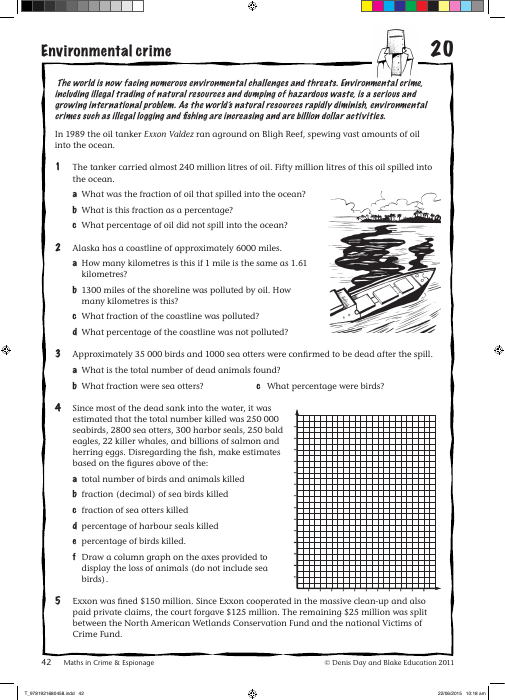 Environmental crime
20
The world is now facing numerous environmental challenges and threats. Environmental crime,
including illegal trading of natural resources and dumping of hazardous waste, is a serious and
growing international problem. As the world's natural resources rapidly diminish, environmental
crimes such as illegal logging and fishing are increasing and are billion dollar activities.
In 1989 the oil tanker Exxon Valdez ran aground on Bligh Reef, spewing vast amounts of oil
into the ocean.
1 The tanker carried almost 240 million litres of oil. Fifty million litres of this oil spilled into
the ocean.
a What was the fraction of oil that spilled into the ocean?
b What is this fraction as a percentage?
c What percentage of oil did not spill into the ocean?
2 Alaska has a coastline of approximately 6000 miles.
a How many kilometres is this if 1 mile is the same as 1.61
kilometres?
b 1300 miles of the shoreline was polluted by oil. How
many kilometres is this?
c What fraction of the coastline was polluted?
d What percentage of the coastline was not polluted?
3 Approximately 35 000 birds and 1000 sea otters were confirmed to be dead after the spill.
a What is the total number of dead animals found?
b What fraction were sea otters? c What percentage were birds?
4 Since most of the dead sank into the water, it was
estimated that the total number killed was 250 000
seabirds, 2800 sea otters, 300 harbor seals, 250 bald
eagles, 22 killer whales, and billions of salmon and
herring eggs. Disregarding the fish, make estimates
based on the figures above of the:
a total number of birds and animals killed
b fraction (decimal) of sea birds killed
c fraction of sea otters killed
d percentage of harbour seals killed
e percentage of birds killed.
f Draw a column graph on the axes provided to
display the loss of animals (do not include sea
birds).
5 Exxon was fined $150 million. Since Exxon cooperated in the massive clean-up and also
paid private claims, the court forgave $125 million. The remaining $25 million was split
between the North American Wetlands Conservation Fund and the national Victims of
Crime Fund.
42 Maths in Crime & Espionage
© Denis Day and Blake Education 2011